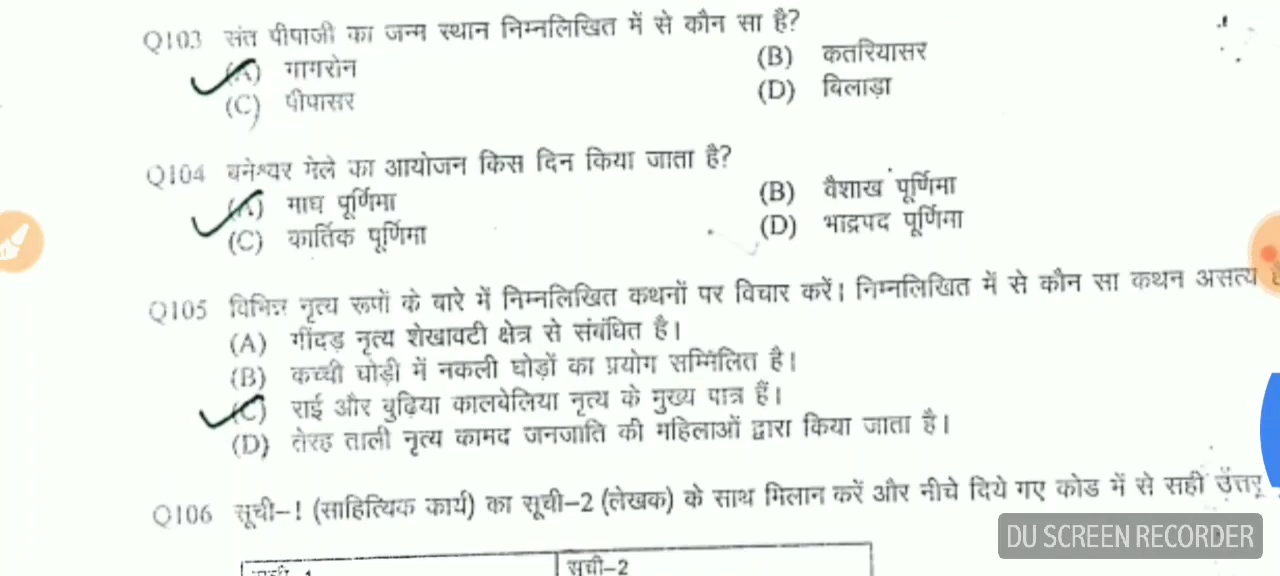 Q103 संत पीपाजी का जन्म स्थान निम्नलिखित में से कौन सा है?
(A) गागरोन (B) कतरियासर
(C) पीपासर (D) बिलाड़ा
Q104 बनेश्वर मेले का आयोजन किस दिन किया जाता है?
(A) माघ पूर्णिमा (B) वैशाख पूर्णिमा
(C) कार्तिक पूर्णिमा (D) भाद्रपद पूर्णिमा
Q105 विभिन्न नृत्य रूपों के बारे में निम्नलिखित कथनों पर विचार करें। निम्नलिखित में से कौन सा कथन असत्य
(A) गींदड़ नृत्य शेखावटी क्षेत्र से संबंधित है।
(B) कच्ची घोड़ी में नकली घोड़ों का प्रयोग सम्मिलित है।
(C) राई और बुढ़िया कालबेलिया नृत्य के मुख्य पात्र हैं।
(D) तेरह ताली नृत्य कामद जनजाति की महिलाओं द्वारा किया जाता है।
Q106 सूची-1 (साहित्यिक कार्य) का सूची-2 (लेखक) के साथ मिलान करें और नीचे दिये गए कोड में से सही उत्तर
DU SCREEN RECORDER
सूची-2